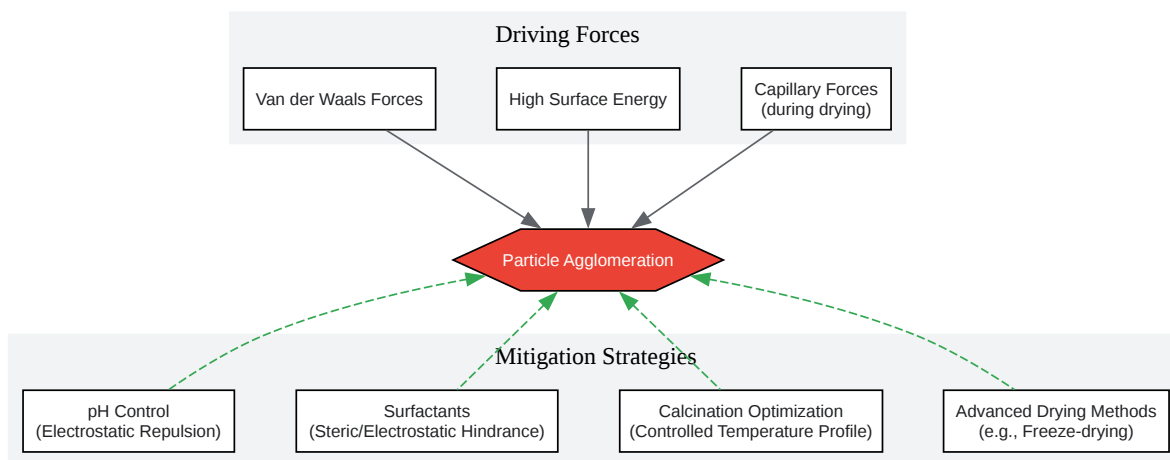 Driving Forces
Van der Waals Forces
High Surface Energy
Capillary Forces
(during drying)
Particle Agglomeration
Mitigation Strategies
pH Control
(Electrostatic Repulsion)
Surfactants
(Steric/Electrostatic Hindrance)
Calcination Optimization
(Controlled Temperature Profile)
Advanced Drying Methods
(e.g., Freeze-drying)